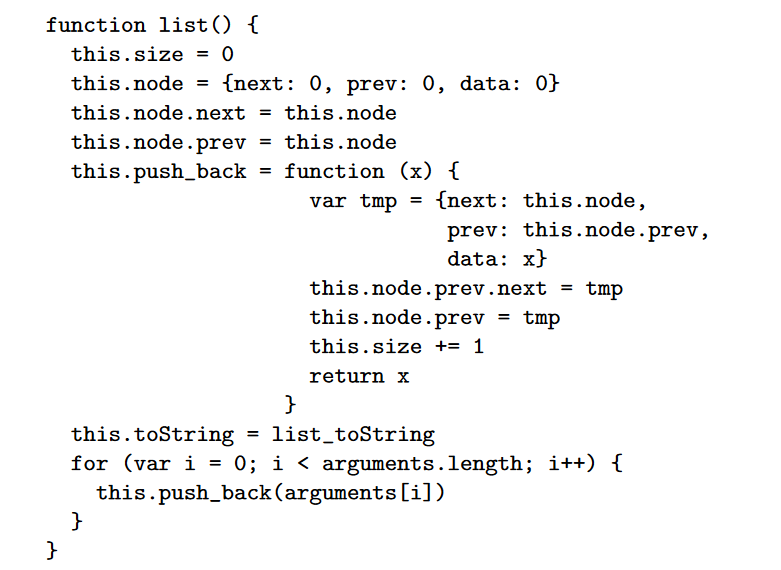 function list() {
  this.size = 0
  this.node = {next: 0, prev: 0, data: 0}
  this.node.next = this.node
  this.node.prev = this.node
  this.push_back = function (x) {
                     var tmp = {next: this.node,
                                prev: this.node.prev,
                                data: x}
                     this.node.prev.next = tmp
                     this.node.prev = tmp
                     this.size += 1
                     return x
                   }
  this.toString = list_toString
  for (var i = 0; i < arguments.length; i++) {
    this.push_back(arguments[i])
  }
}